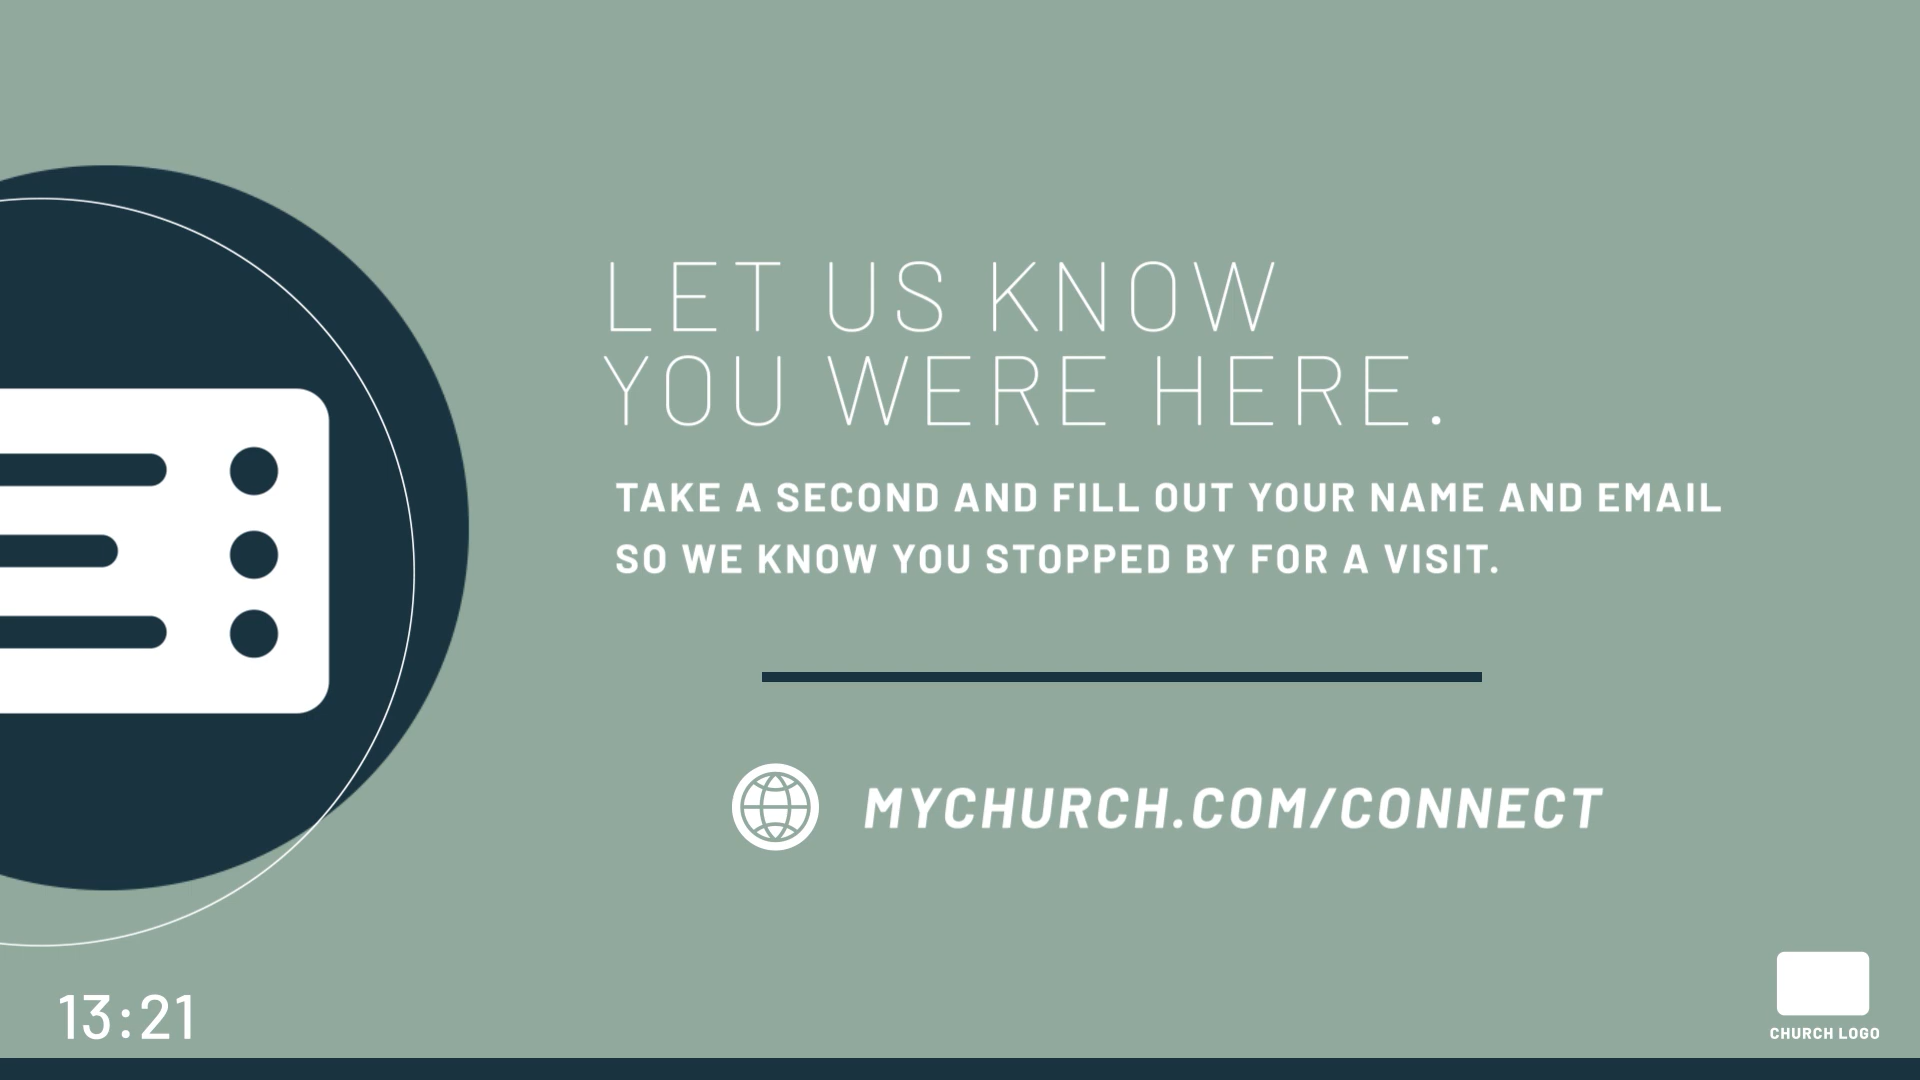 LET US KNOW
YOU WERE HERE.
TAKE A SECOND AND FILL OUT YOUR NAME AND EMAIL
SO WE KNOW YOU STOPPED BY FOR A VISIT.
MYCHURCH.COM/CONNECT
13:21
CHURCH LOGO